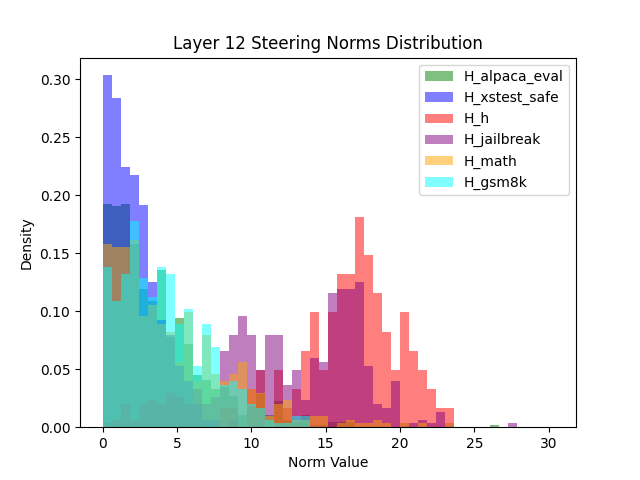 Layer 12 Steering Norms Distribution
H_alpaca_eval
H_xstest_safe
H_h
H_jailbreak
H_math
H_gsm8k
0.30
0.25
0.20
0.15
0.10
0.05
0.00
Density
0 5 10 15 20 25 30
Norm Value